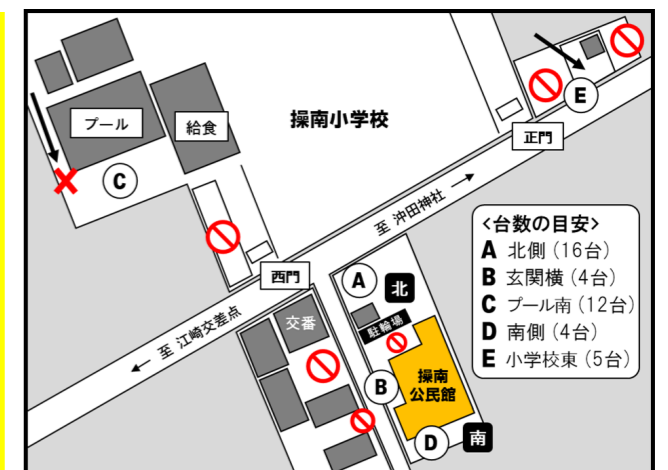 プール
給食
操南小学校
正門
E
C
至 沖田神社
西門
A
北
交番
駐輪場
至 江崎交差点
B
操南
公民館
D
南
<台数の目安>
A 北側（16台）
B 玄関横（4台）
C プール南（12台）
D 南側（4台）
E 小学校東（5台）